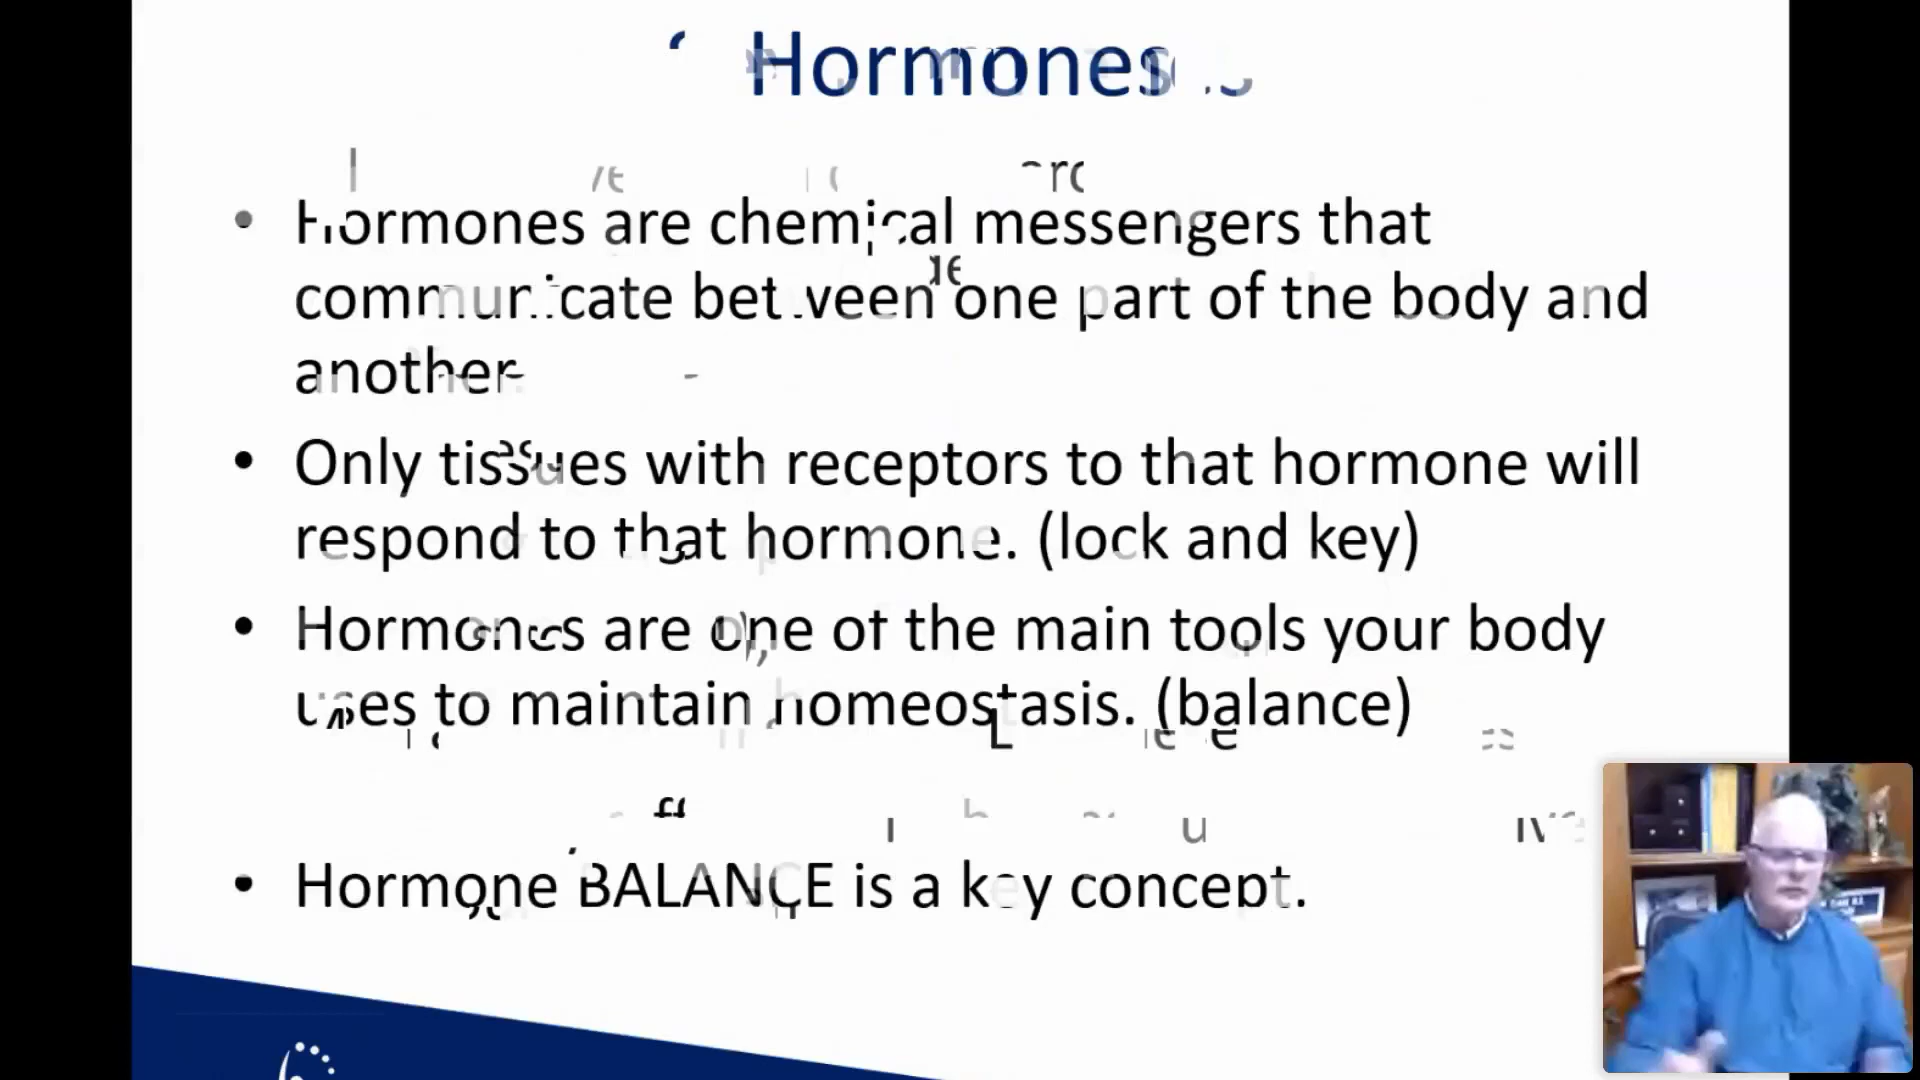 Hormones
• Hormones are chemical messengers that
communicate between one part of the body and
another.
• Only tissues with receptors to that hormone will
respond to that hormone. (lock and key)
• Hormones are one of the main tools your body
uses to maintain homeostasis. (balance)
• Hormone BALANCE is a key concept.